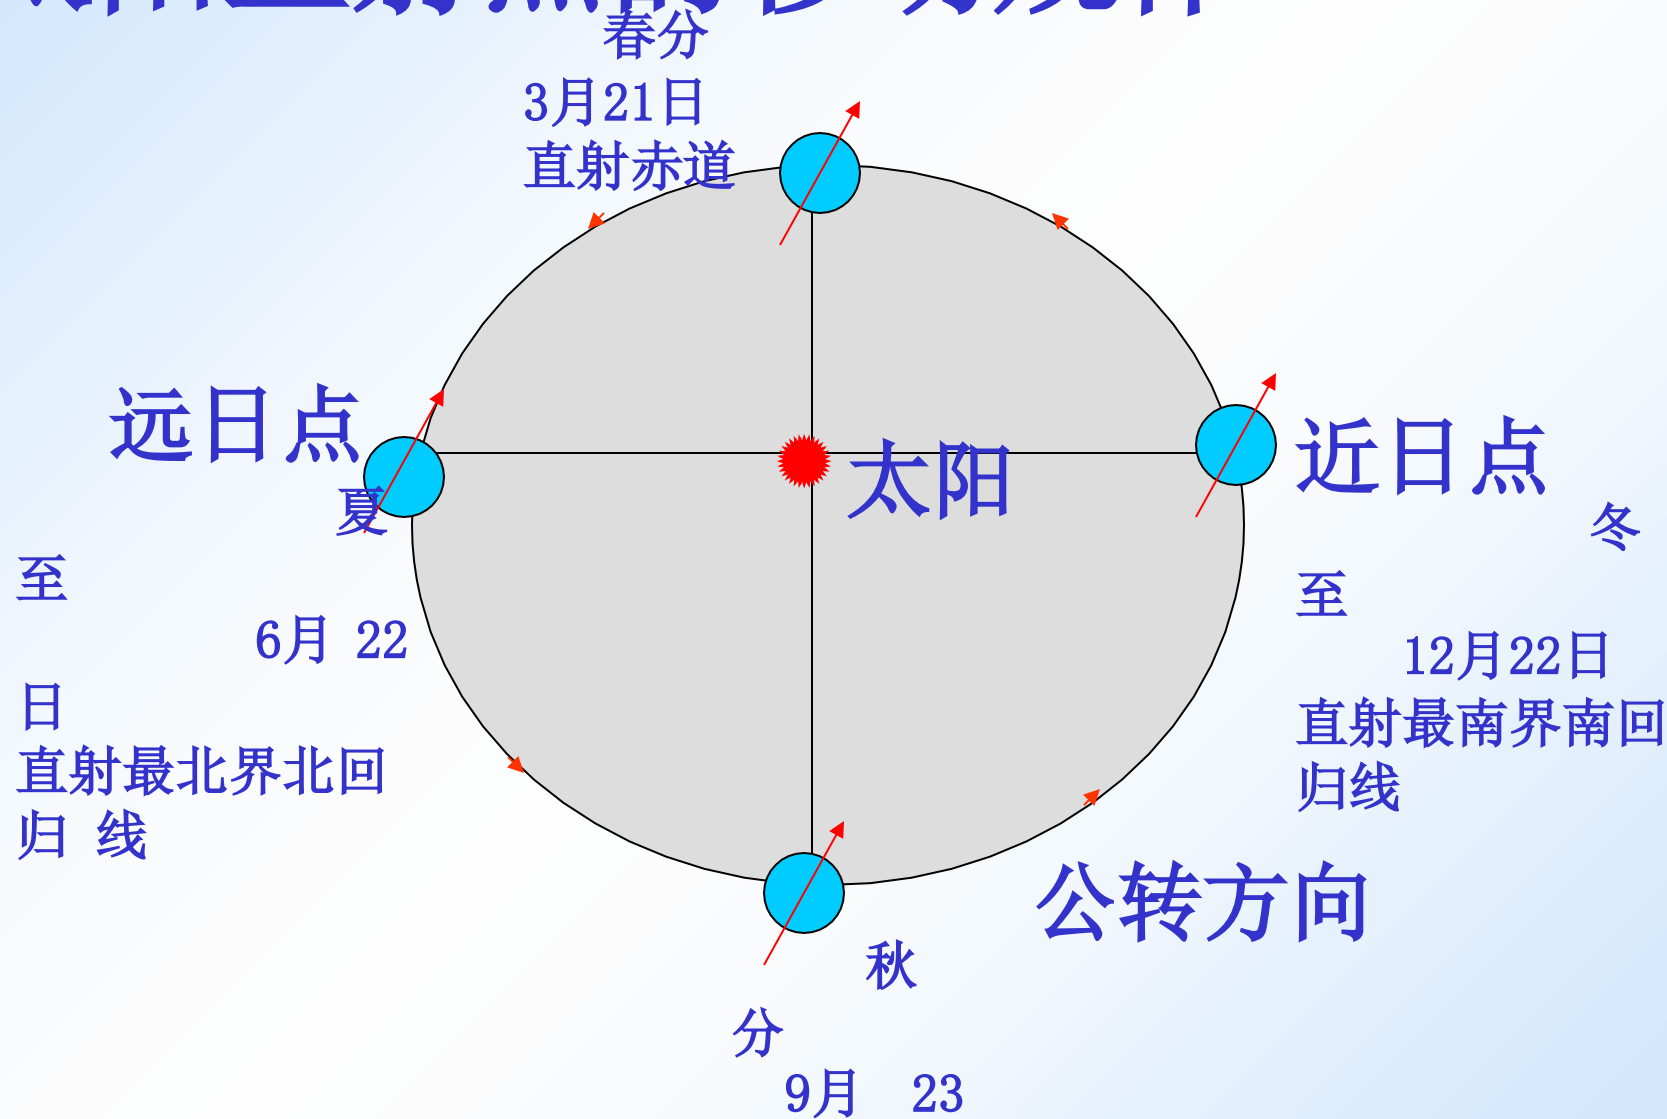 春分
3月21日
直射赤道
远日点
太阳
近日点
夏
至
6月 22
日
直射最北界北回
归 线
冬
至
12月22日
直射最南界南回
归线
公转方向
秋
分
9月 23